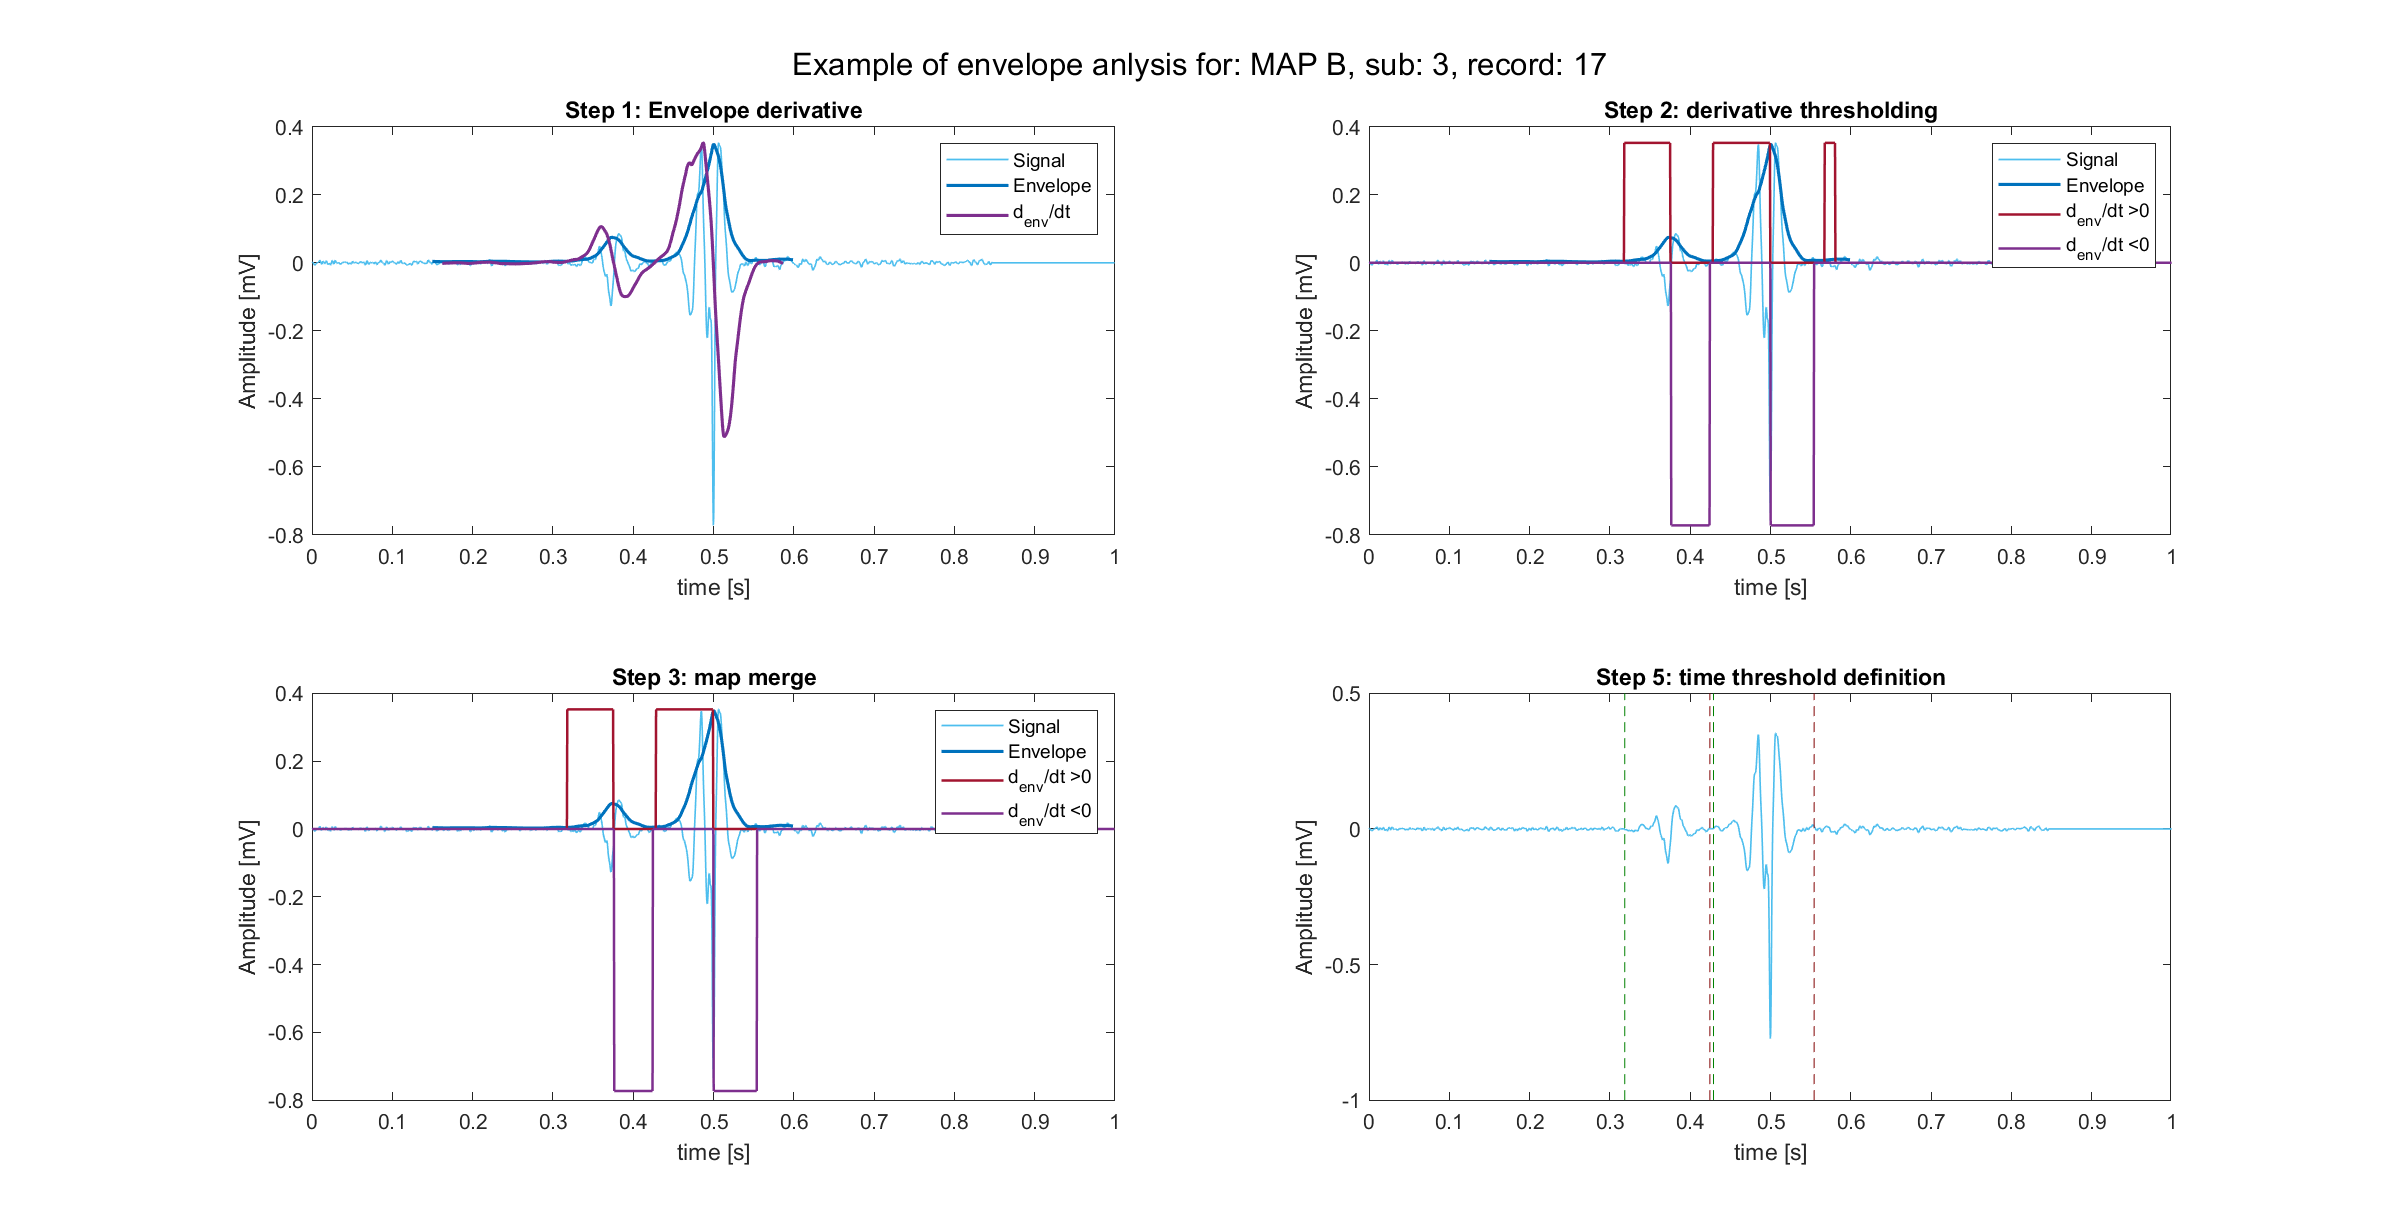 Example of envelope anlysis for: MAP B, sub: 3, record: 17
Step 1: Envelope derivative
0.4
0.2
0
-0.2
-0.4
-0.6
-0.8
Amplitude [mV]
0 0.1 0.2 0.3 0.4 0.5 0.6 0.7 0.8 0.9 1
time [s]
Signal
Envelope
d_env/dt
Step 2: derivative thresholding
0.4
0.2
0
-0.2
-0.4
-0.6
-0.8
Amplitude [mV]
0 0.1 0.2 0.3 0.4 0.5 0.6 0.7 0.8 0.9 1
time [s]
Signal
Envelope
d_env/dt >0
d_env/dt <0
Step 3: map merge
0.4
0.2
0
-0.2
-0.4
-0.6
-0.8
Amplitude [mV]
0 0.1 0.2 0.3 0.4 0.5 0.6 0.7 0.8 0.9 1
time [s]
Signal
Envelope
d_env/dt >0
d_env/dt <0
Step 5: time threshold definition
0.5
0
-0.5
-1
Amplitude [mV]
0 0.1 0.2 0.3 0.4 0.5 0.6 0.7 0.8 0.9 1
time [s]